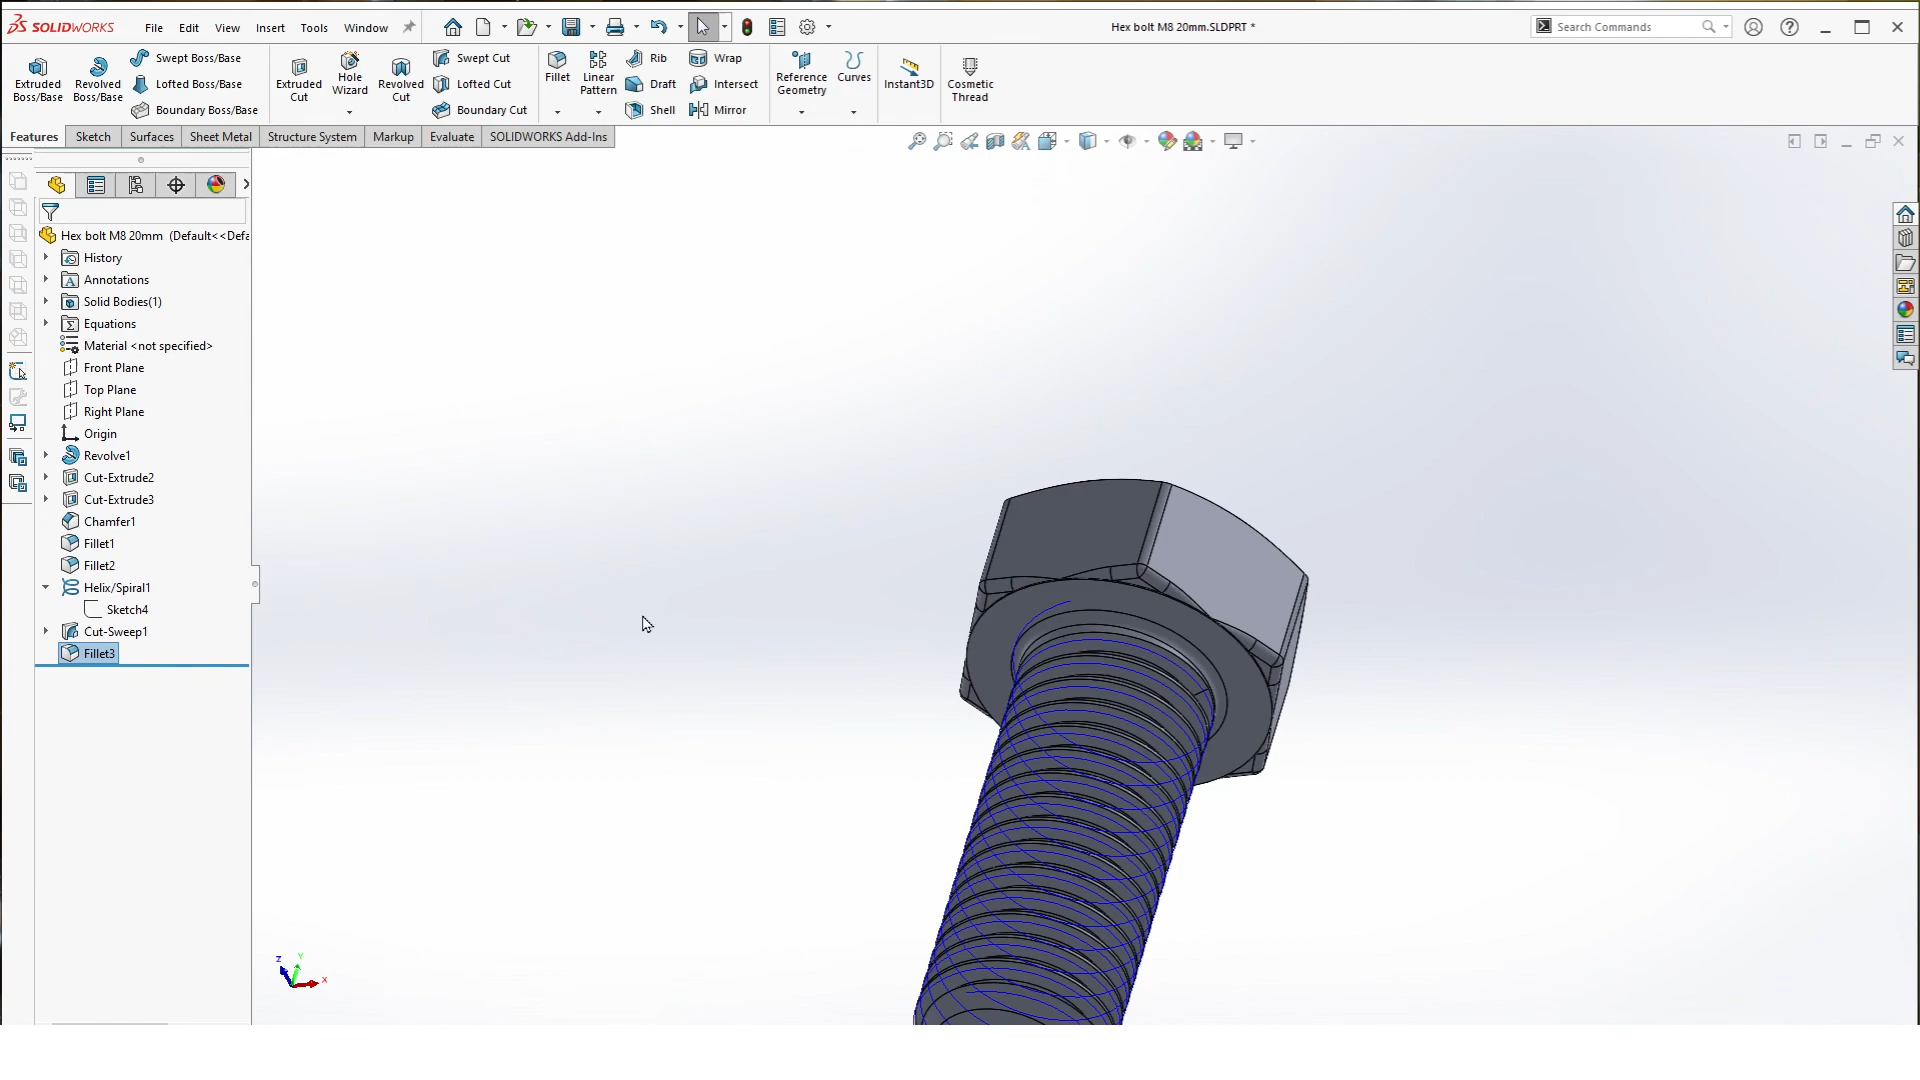 SOLIDWORKS File Edit View Insert Tools Window Hex bolt M8 20mm.SLDPRT * Search Commands
Extruded Boss/Base
Revolved Boss/Base
Swept Boss/Base
Lofted Boss/Base
Boundary Boss/Base
Extruded Cut
Hole Wizard
Revolved Cut
Swept Cut
Lofted Cut
Boundary Cut
Fillet
Linear Pattern
Rib
Draft
Shell
Wrap
Intersect
Mirror
Reference Geometry
Curves
Instant3D
Cosmetic Thread
Features Sketch Surfaces Sheet Metal Structure System Markup Evaluate SOLIDWORKS Add-Ins
Hex bolt M8 20mm (Default<<Defa
History
Annotations
Solid Bodies(1)
Equations
Material <not specified>
Front Plane
Top Plane
Right Plane
Origin
Revolve1
Cut-Extrude2
Cut-Extrude3
Chamfer1
Fillet1
Fillet2
Helix/Spiral1
Sketch4
Cut-Sweep1
Fillet3
Z Y X